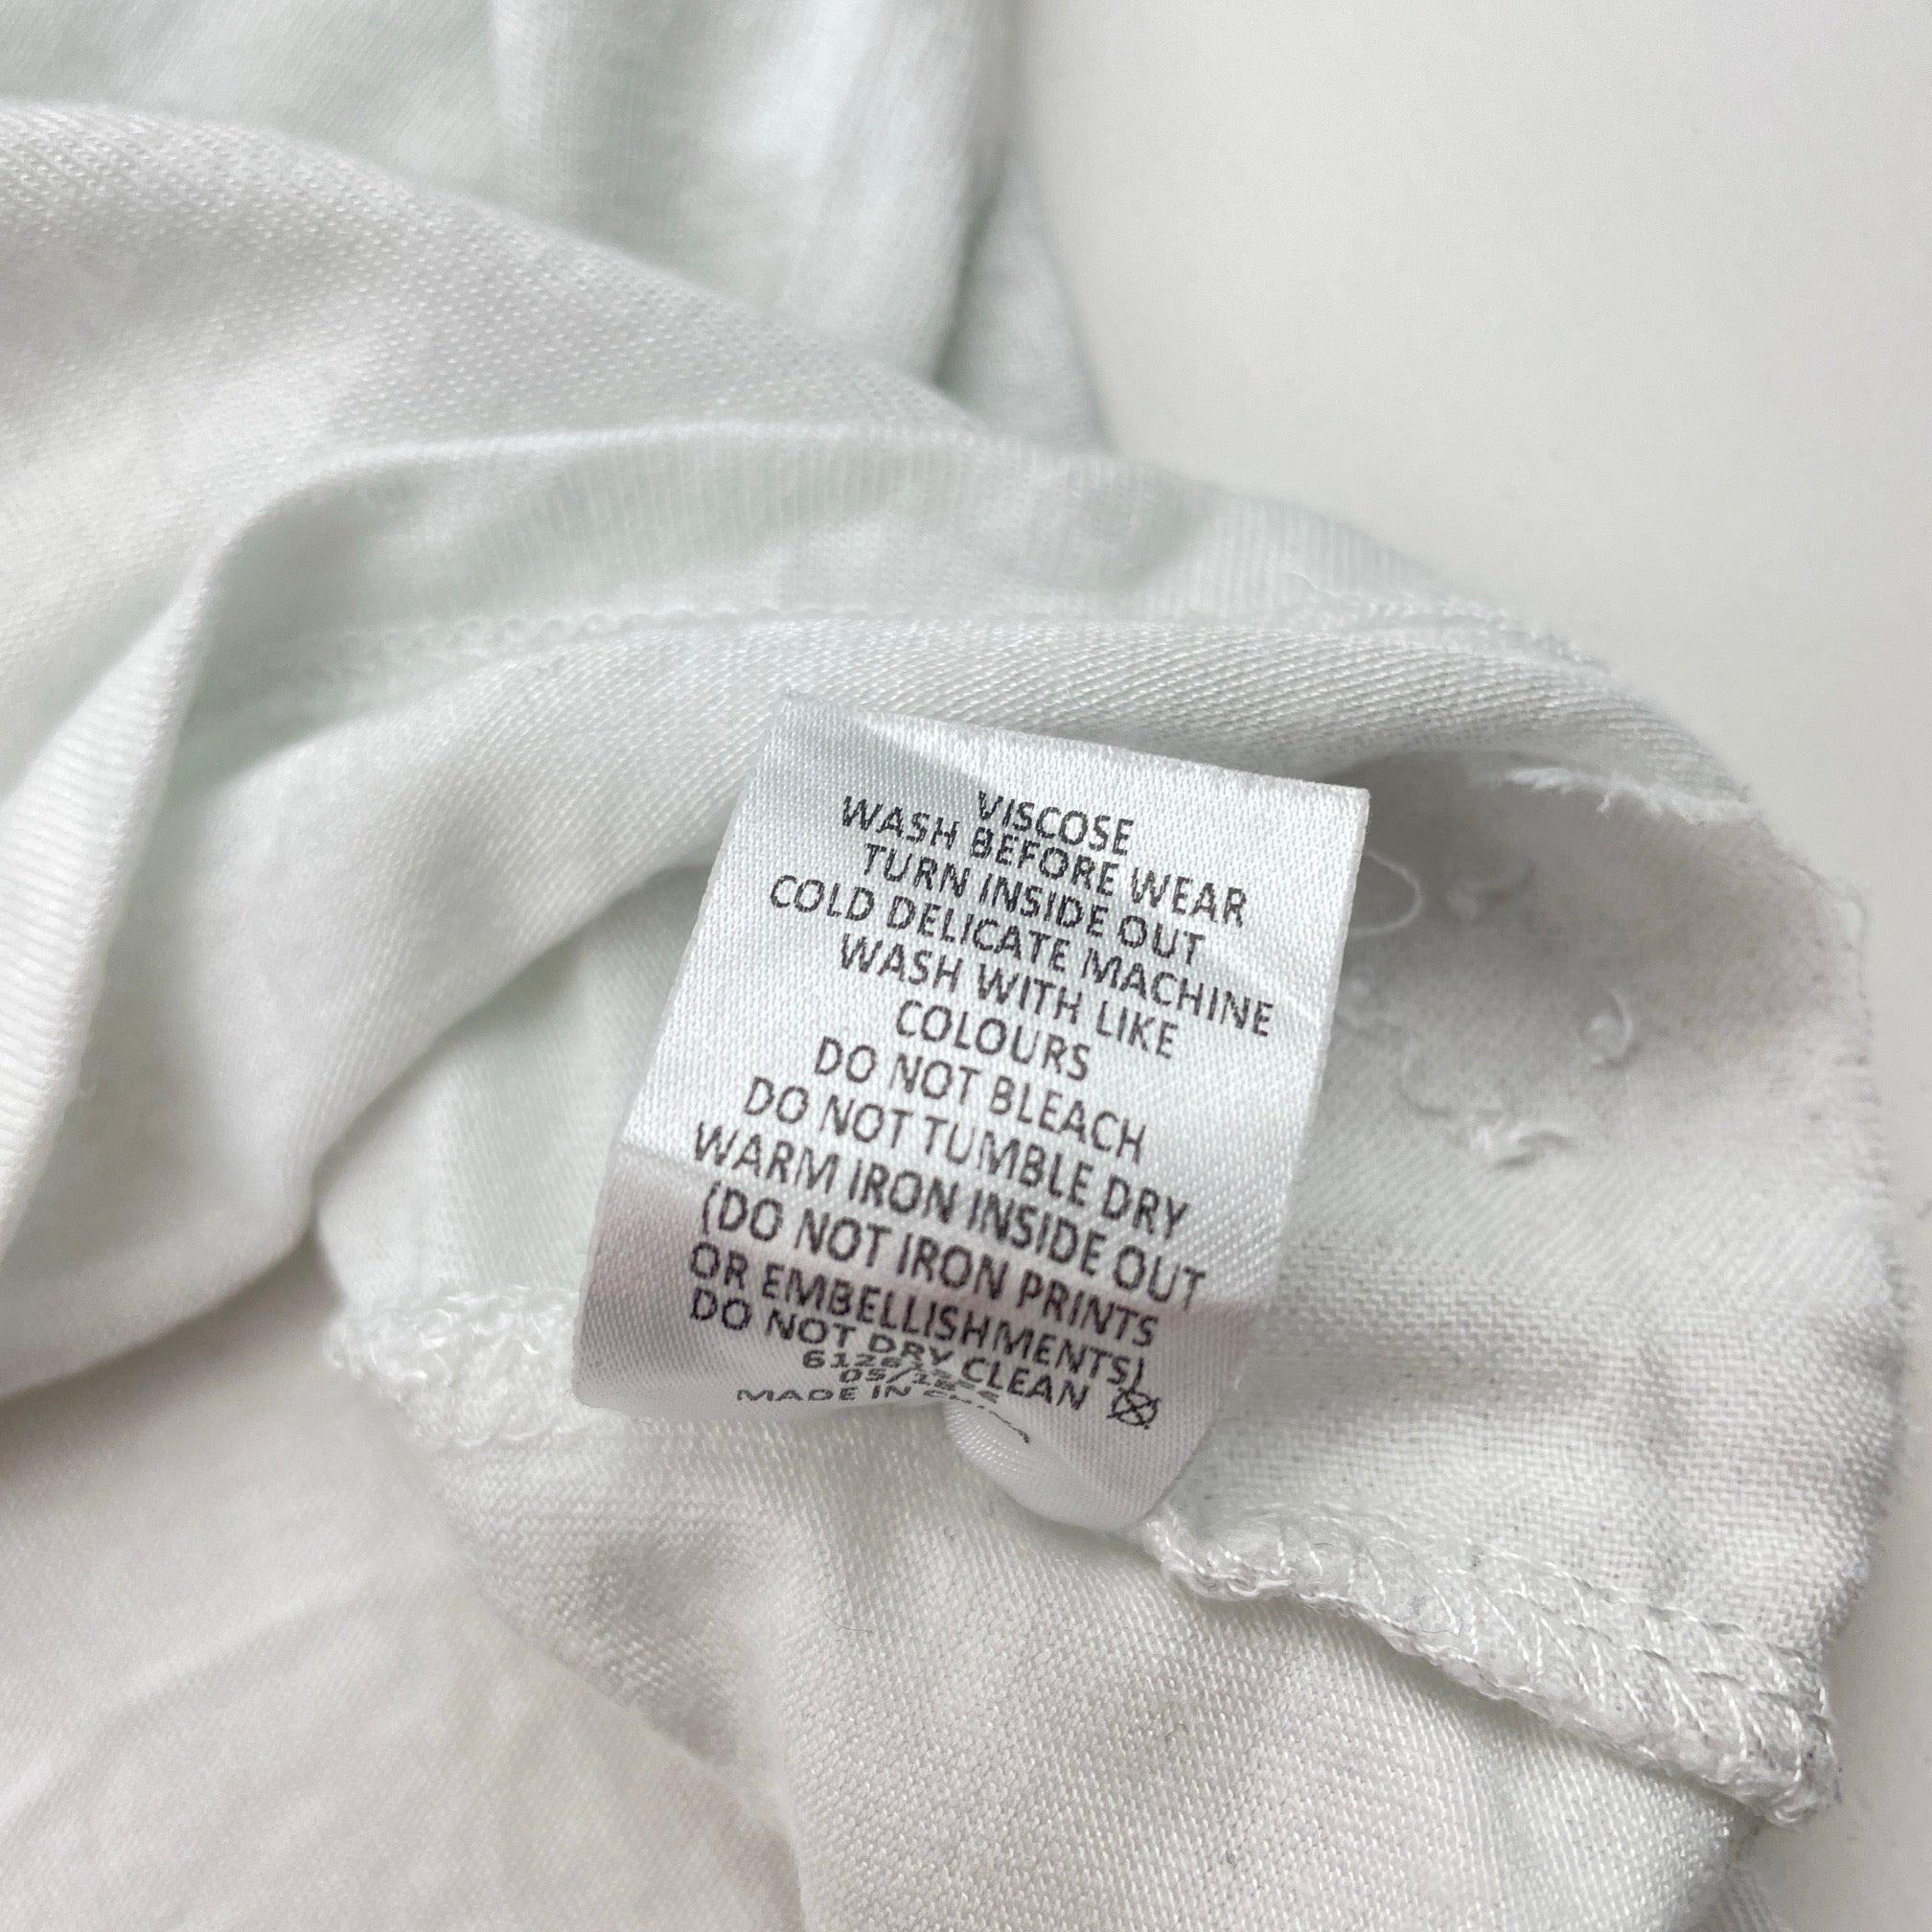 VISCOSE
WASH BEFORE WEAR
TURN INSIDE OUT
COLD DELICATE MACHINE
WASH WITH LIKE
COLOURS
DO NOT BLEACH
DO NOT TUMBLE DRY
WARM IRON INSIDE OUT
(DO NOT IRON PRINTS
OR EMBELLISHMENTS)
DO NOT DRY CLEAN
MADE IN CHINA